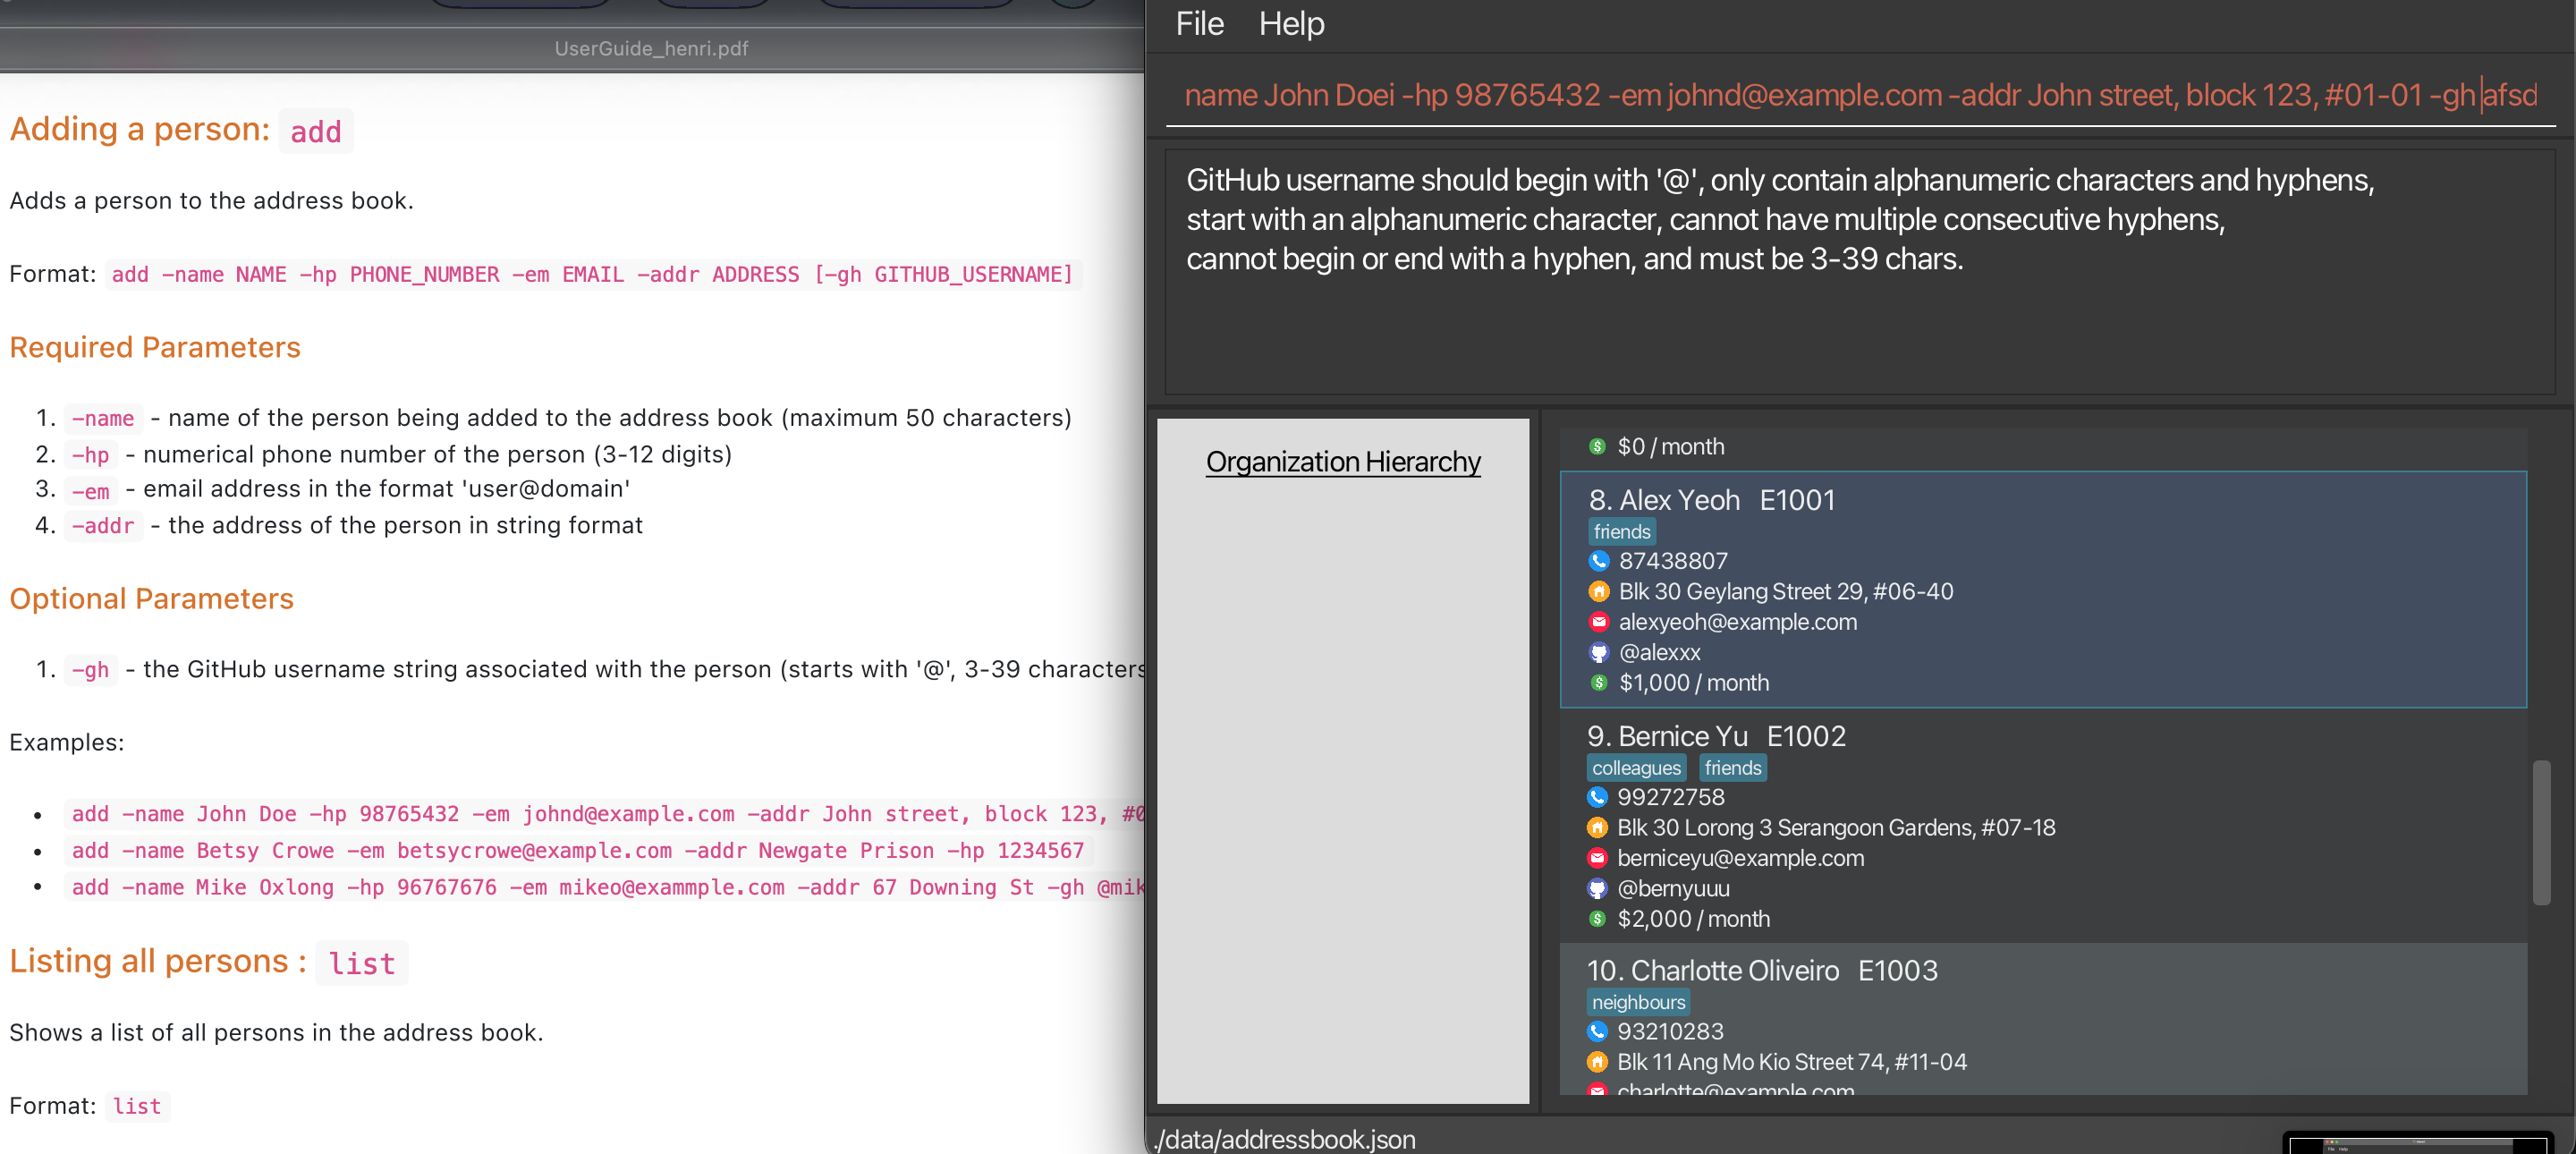 UserGuide_henri.pdf
Adding a person: add
Adds a person to the address book.
Format: add -name NAME -hp PHONE_NUMBER -em EMAIL -addr ADDRESS [-gh GITHUB_USERNAME]
Required Parameters
1. -name - name of the person being added to the address book (maximum 50 characters)
2. -hp - numerical phone number of the person (3-12 digits)
3. -em - email address in the format 'user@domain'
4. -addr - the address of the person in string format
Optional Parameters
1. -gh - the GitHub username string associated with the person (starts with '@', 3-39 characters
Examples:
• add -name John Doe -hp 98765432 -em johnd@example.com -addr John street, block 123, #0
• add -name Betsy Crowe -em betsycrowe@example.com -addr Newgate Prison -hp 1234567
• add -name Mike Oxlong -hp 96767676 -em mikeo@exammple.com -addr 67 Downing St -gh @mik
Listing all persons : list
Shows a list of all persons in the address book.
Format: list
File Help
name John Doei -hp 98765432 -em johnd@example.com -addr John street, block 123, #01-01 -gh afsd
GitHub username should begin with '@', only contain alphanumeric characters and hyphens,
start with an alphanumeric character, cannot have multiple consecutive hyphens,
cannot begin or end with a hyphen, and must be 3-39 chars.
Organization Hierarchy
$0 / month
8. Alex Yeoh E1001
friends
87438807
Blk 30 Geylang Street 29, #06-40
alexyeoh@example.com
@alexxx
$1,000 / month
9. Bernice Yu E1002
colleagues friends
99272758
Blk 30 Lorong 3 Serangoon Gardens, #07-18
berniceyu@example.com
@bernyuuu
$2,000 / month
10. Charlotte Oliveiro E1003
neighbours
93210283
Blk 11 Ang Mo Kio Street 74, #11-04
charlotte@example.com
./data/addressbook.json